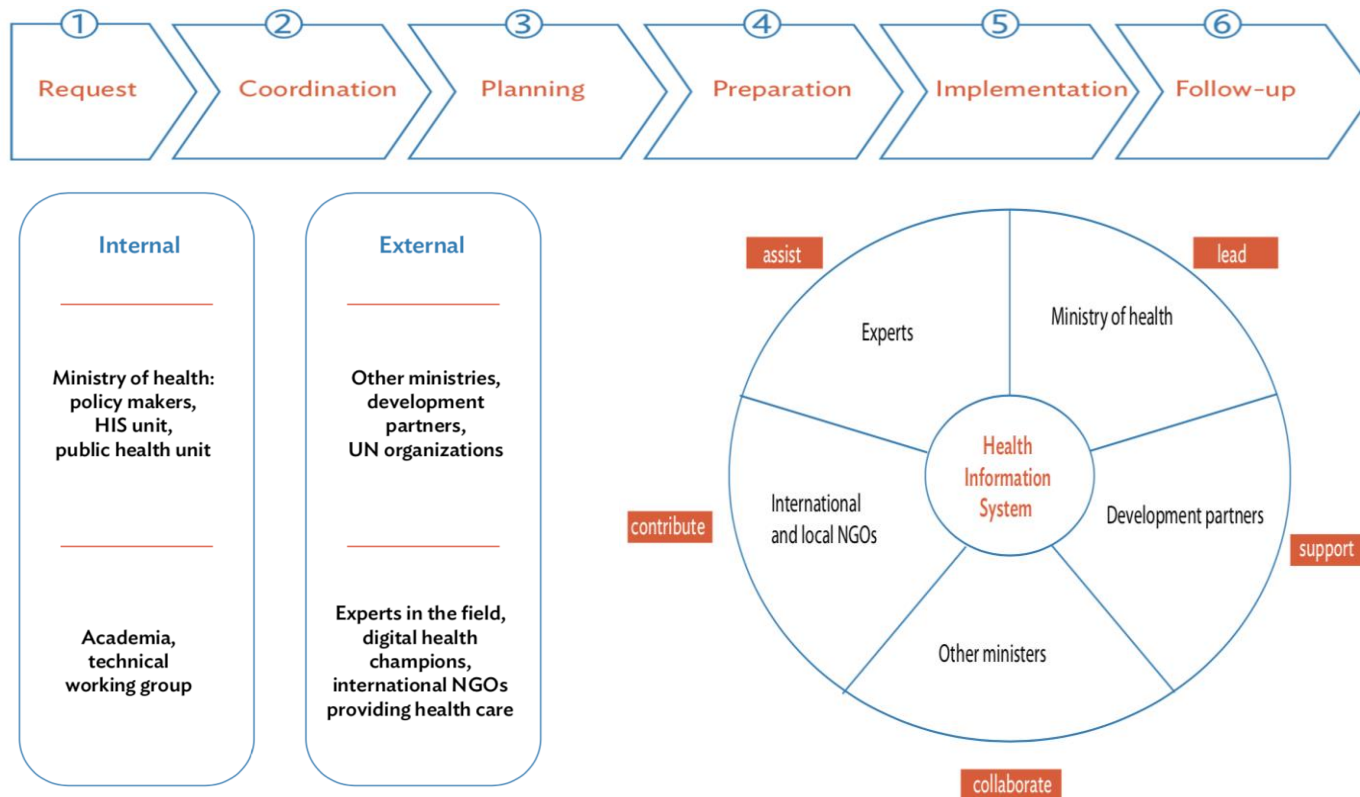 1
Request
2
Coordination
3
Planning
4
Preparation
5
Implementation
6
Follow-up
Internal
Ministry of health:
policy makers,
HIS unit,
public health unit
Academia,
technical
working group
External
Other ministries,
development
partners,
UN organizations
Experts in the field,
digital health
champions,
international NGOs
providing health care
assist
lead
Experts
Ministry of health
Health
Information
System
International
and local NGOs
Development partners
contribute
support
Other ministers
collaborate